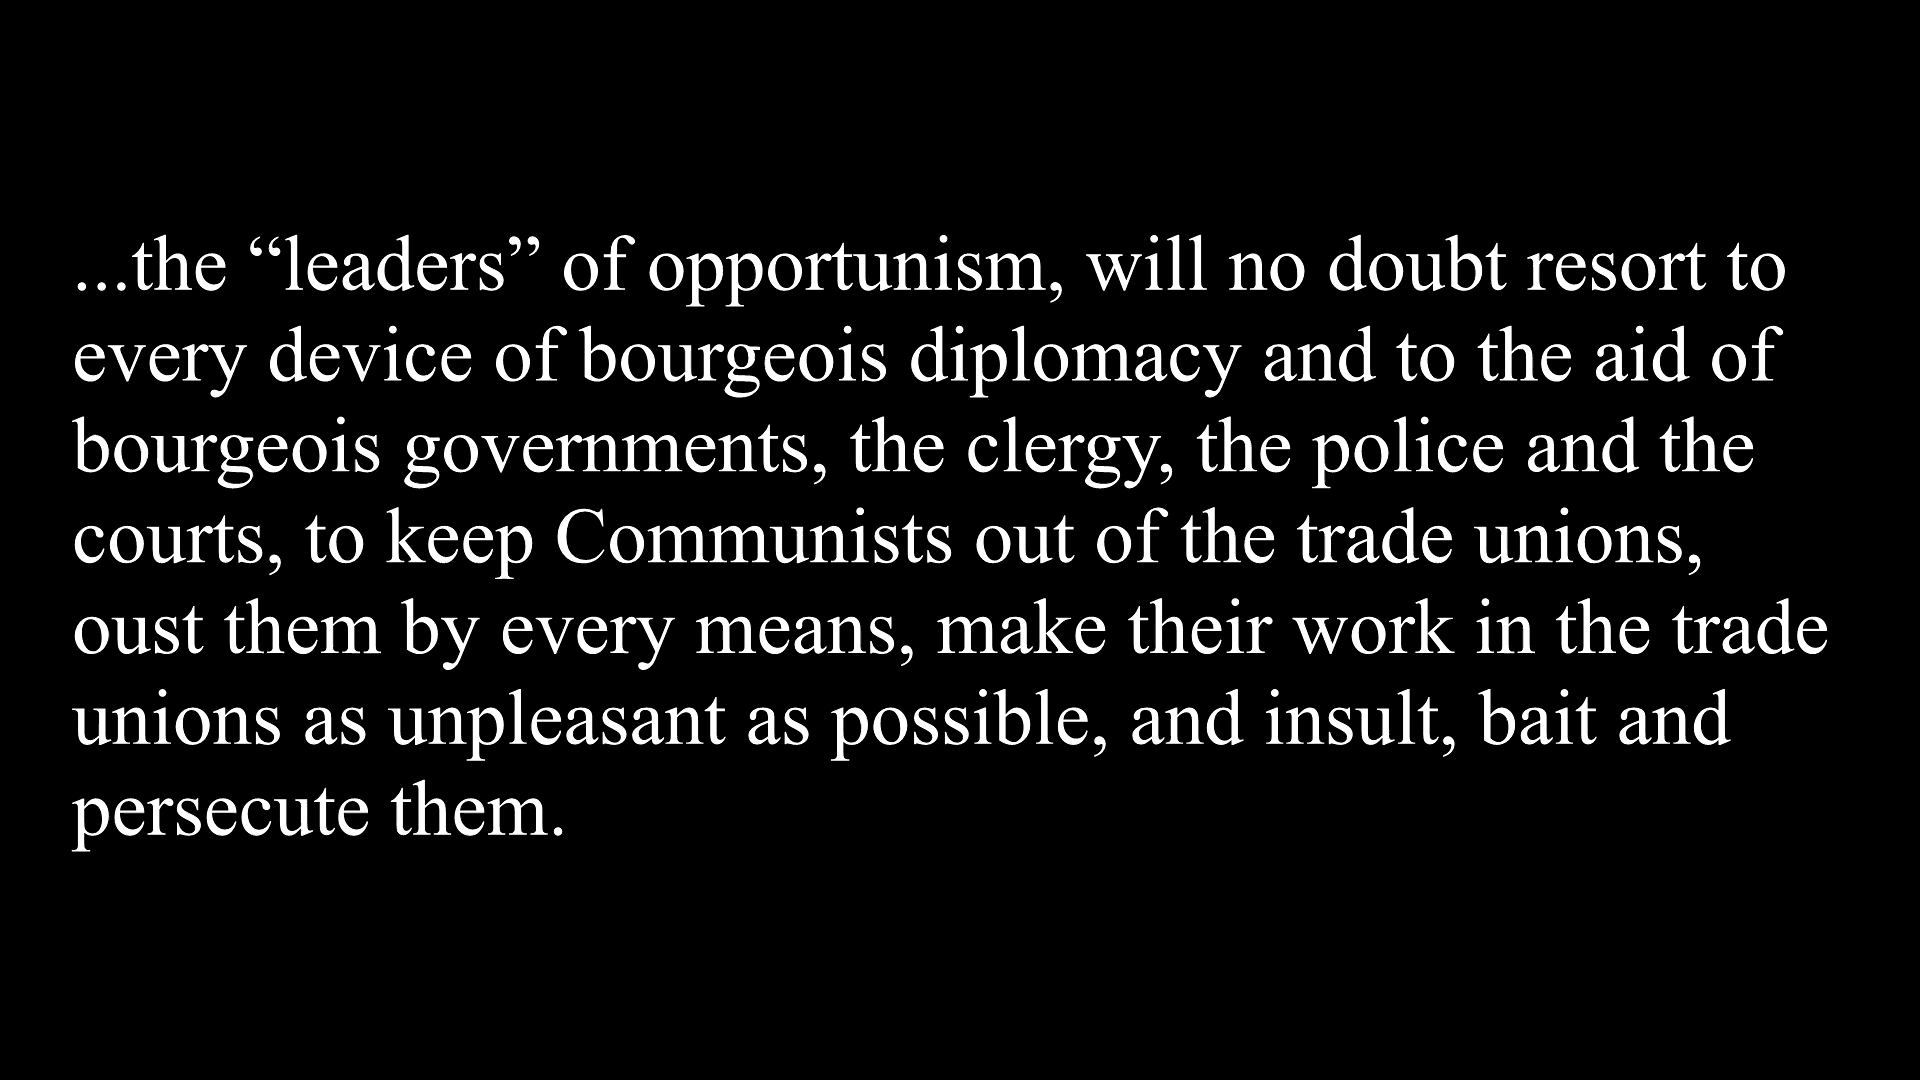 ...the “leaders” of opportunism, will no doubt resort to
every device of bourgeois diplomacy and to the aid of
bourgeois governments, the clergy, the police and the
courts, to keep Communists out of the trade unions,
oust them by every means, make their work in the trade
unions as unpleasant as possible, and insult, bait and
persecute them.